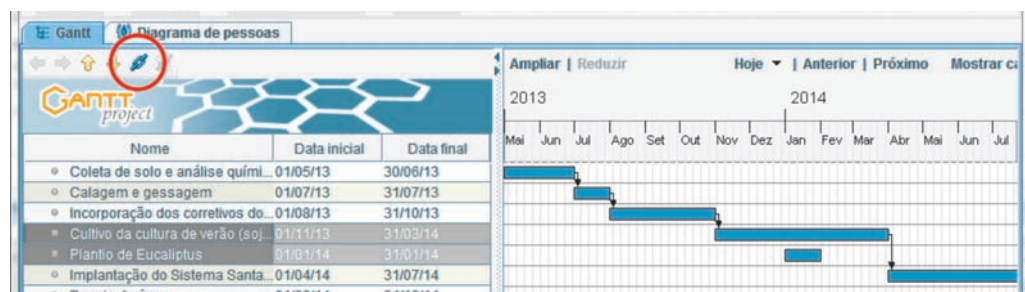 Gantt Diagrama de pessoas
Ampliar | Reduzir Hoje | Anterior | Próximo Mostrar ca
GANTT
project
2013 2014
Mai Jun Jul Ago Set Out Nov Dez Jan Fev Mar Abr Mai Jun Jul
Nome Data inicial Data final
Coleta de solo e análise quími... 01/05/13 30/06/13
Calagem e gessagem 01/07/13 31/07/13
Incorporação dos corretivos do... 01/08/13 31/10/13
Cultivo da cultura de verão (soj... 01/11/13 31/03/14
Plantio de Eucaliptus 01/01/14 31/01/14
Implantação do Sistema Santa... 01/04/14 31/07/14